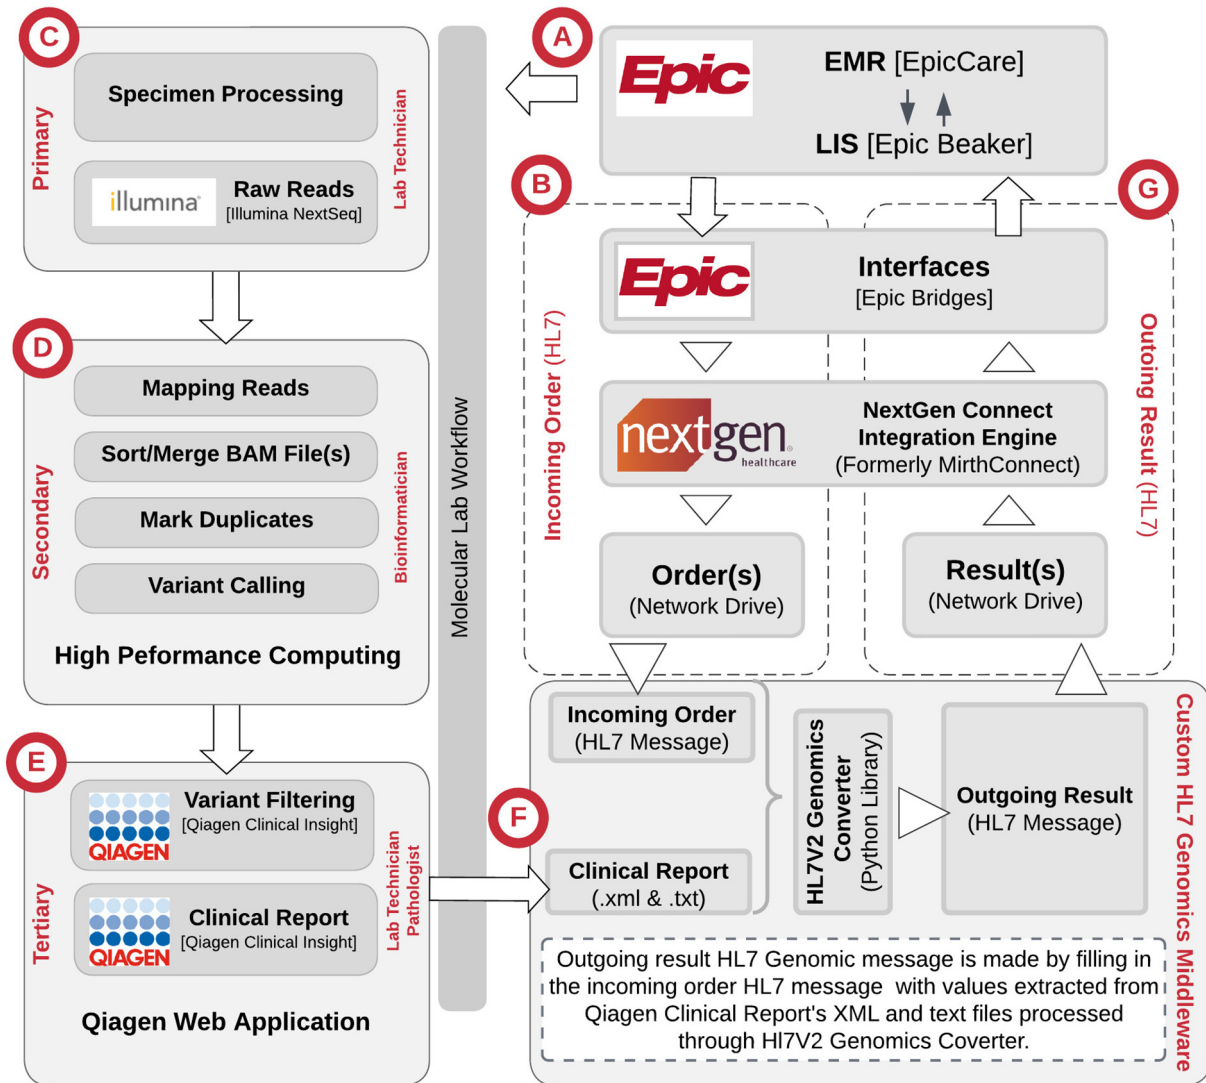 C
Primary
Specimen Processing
illumina®
Raw Reads
[Illumina NextSeq]
Lab Technician
D
Secondary
Mapping Reads
Sort/Merge BAM File(s)
Mark Duplicates
Variant Calling
Bioinformatician
High Peformance Computing
E
Tertiary
QIAGEN
Variant Filtering
[Qiagen Clinical Insight]
QIAGEN
Clinical Report
[Qiagen Clinical Insight]
Lab Technician
Pathologist
Qiagen Web Application
Molecular Lab Workflow
A
Epic
EMR [EpicCare]
LIS [Epic Beaker]
B
Incoming Order (HL7)
G
Outoing Result (HL7)
Epic
Interfaces
[Epic Bridges]
nextgen®
healthcare
NextGen Connect
Integration Engine
(Formerly MirthConnect)
Order(s)
(Network Drive)
Result(s)
(Network Drive)
F
Custom HL7 Genomics Middleware
Incoming Order
(HL7 Message)
Clinical Report
(.xml & .txt)
HL7V2 Genomics
Converter
(Python Library)
Outgoing Result
(HL7 Message)
Outgoing result HL7 Genomic message is made by filling in
the incoming order HL7 message with values extracted from
Qiagen Clinical Report's XML and text files processed
through Hl7V2 Genomics Coverter.